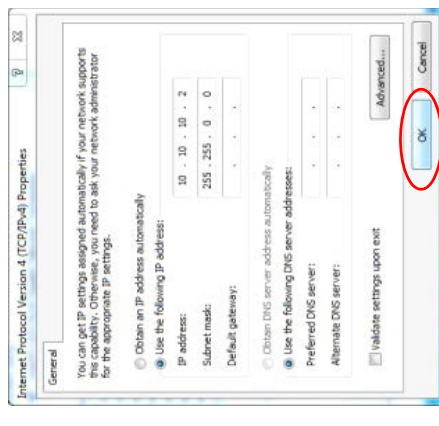 Internet Protocol Version 4 (TCP/IPv4) Properties
General
You can get IP settings assigned automatically if your network supports
this capability. Otherwise, you need to ask your network administrator
for the appropriate IP settings.
Obtain an IP address automatically
Use the following IP address:
IP address: 10 . 10 . 10 . 2
Subnet mask: 255 . 255 . 0 . 0
Default gateway: . . .
Obtain DNS server address automatically
Use the following DNS server addresses:
Preferred DNS server: . . .
Alternate DNS server: . . .
Validate settings upon exit
Advanced...
OK
Cancel